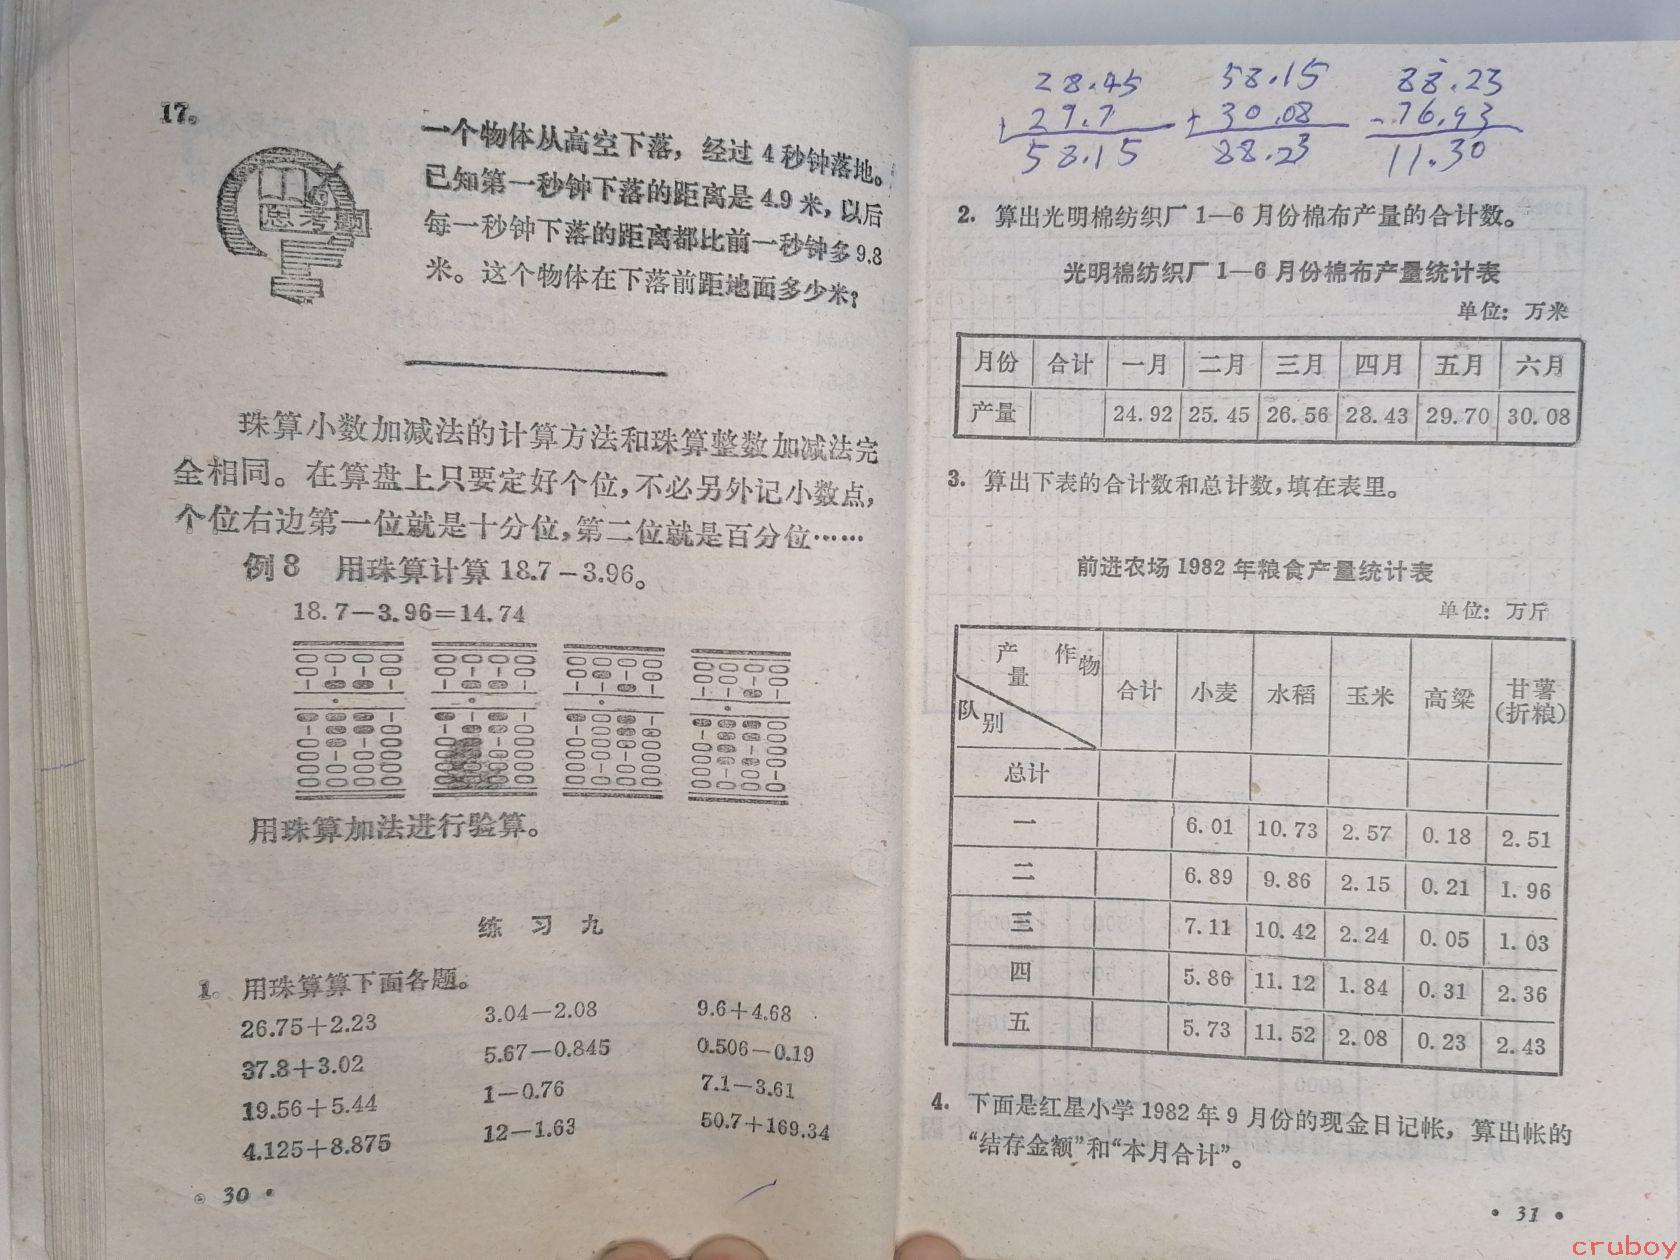 17。
思考题
一个物体从高空下落，经过 4 秒钟落地。
已知第一秒钟下落的距离是 4.9 米，以后
每一秒钟下落的距离都比前一秒钟多 9.8
米。这个物体在下落前距地面多少米？
珠算小数加减法的计算方法和珠算整数加减法完
全相同。在算盘上只要定好个位，不必另外记小数点，
个位右边第一位就是十分位，第二位就是百分位……
例8 用珠算计算 18.7－3.96。
18.7－3.96＝14.74
用珠算加法进行验算。
练 习 九
1。 用珠算算下面各题。
26.75＋2.23 3.04－2.08 9.6＋4.68
37.8＋3.02 5.67－0.845 0.506－0.19
19.56＋5.44 1－0.76 7.1－3.61
4.125＋8.875 12－1.63 50.7＋169.34
30
28.45 58.15 88.23
+ 29.7 + 30.08 - 76.93
58.15 88.23 11.30
2. 算出光明棉纺织厂 1—6 月份棉布产量的合计数。
光明棉纺织厂 1—6 月份棉布产量统计表
单位：万米
月份 合计 一月 二月 三月 四月 五月 六月
产量 24.92 25.45 26.56 28.43 29.70 30.08
3. 算出下表的合计数和总计数，填在表里。
前进农场 1982 年粮食产量统计表
单位：万斤
产量 作物 队别 合计 小麦 水稻 玉米 高粱 甘薯(折粮)
总计
一 6.01 10.73 2.57 0.18 2.51
二 6.89 9.86 2.15 0.21 1.96
三 7.11 10.42 2.24 0.05 1.03
四 5.86 11.12 1.84 0.31 2.36
五 5.73 11.52 2.08 0.23 2.43
4. 下面是红星小学 1982 年 9 月份的现金日记帐，算出帐的
“结存金额”和“本月合计”。
• 31 •
cruboy